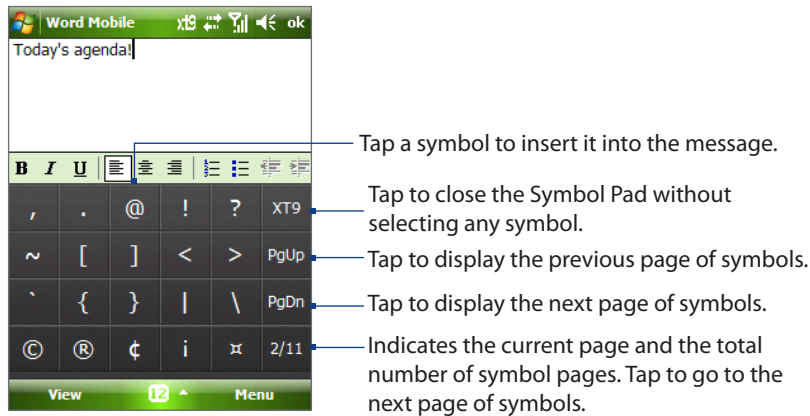 Word Mobile xt9 ok
Today's agenda!
Tap a symbol to insert it into the message.
B I U
, . @ ! ? XT9
Tap to close the Symbol Pad without
selecting any symbol.
~ [ ] < > PgUp
Tap to display the previous page of symbols.
` { } | \ PgDn
Tap to display the next page of symbols.
© ® ¢ ¡ ¤ 2/11
Indicates the current page and the total
number of symbol pages. Tap to go to the
next page of symbols.
View 12 Menu